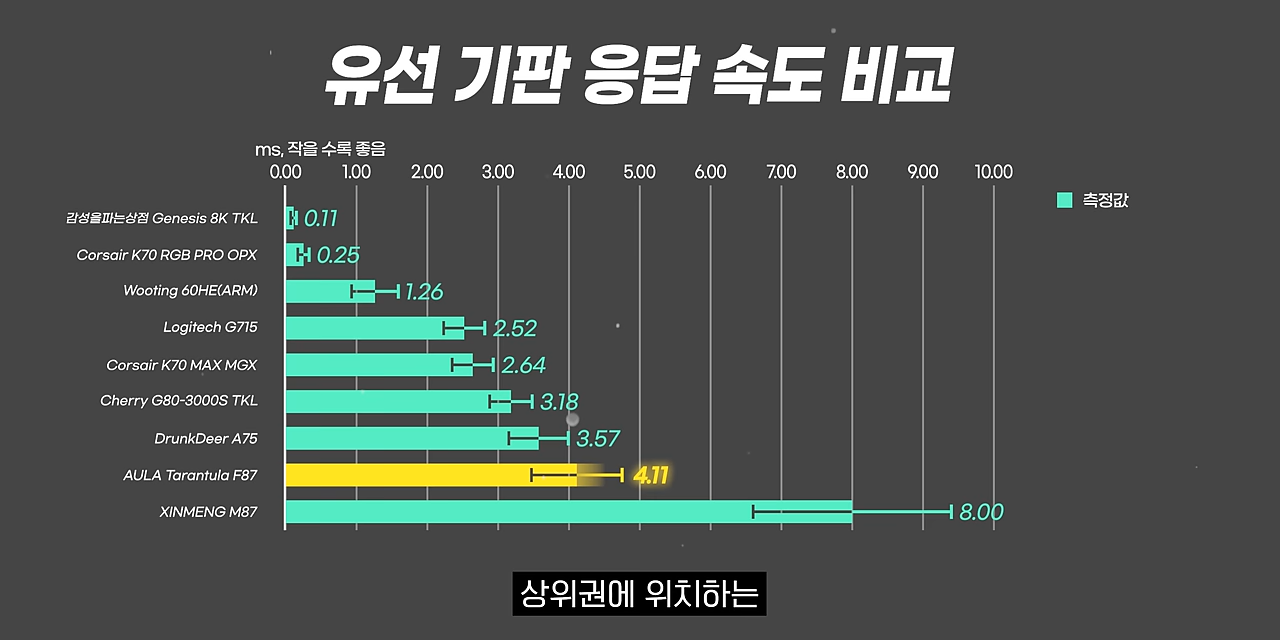 유선 기판 응답 속도 비교
ms, 작을 수록 좋음
0.00 1.00 2.00 3.00 4.00 5.00 6.00 7.00 8.00 9.00 10.00
측정값
감성을파는상점 Genesis 8K TKL 0.11
Corsair K70 RGB PRO OPX 0.25
Wooting 60HE(ARM) 1.26
Logitech G715 2.52
Corsair K70 MAX MGX 2.64
Cherry G80-3000S TKL 3.18
DrunkDeer A75 3.57
AULA Tarantula F87 4.11
XINMENG M87 8.00
상위권에 위치하는